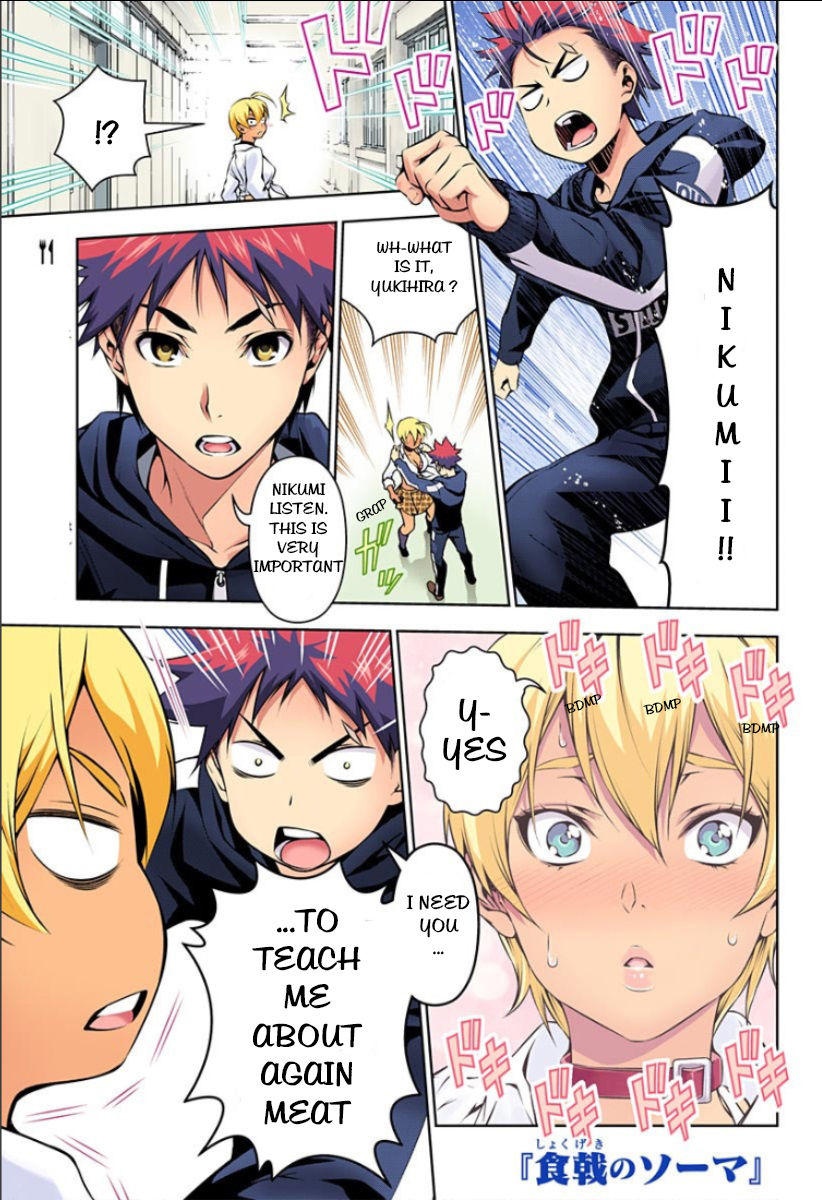 ドドド
ドドド
N
I
K
U
M
I
I
!!
!?
WH-WHAT
IS IT,
YUKIHIRA ?
GRAP
ガッ
NIKUMI
LISTEN.
THIS IS
VERY
IMPORTANT
ドキ ドキ ドキ
BDMP
BDMP
BDMP
Y-
YES
ドキ ドキ ドキ ドキ
I NEED
YOU
...
...TO
TEACH
ME
ABOUT
AGAIN
MEAT
しょくげき
『食戟のソーマ』